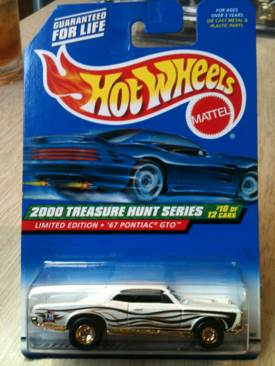 GUARANTEED
FOR LIFE
FOR AGES
OVER 3 YEARS
DIE CAST METAL &
PLASTIC PARTS
Hot Wheels
MATTEL
2000 TREASURE HUNT SERIES
#10 OF
12 CARS
LIMITED EDITION • '67 PONTIAC® GTO™